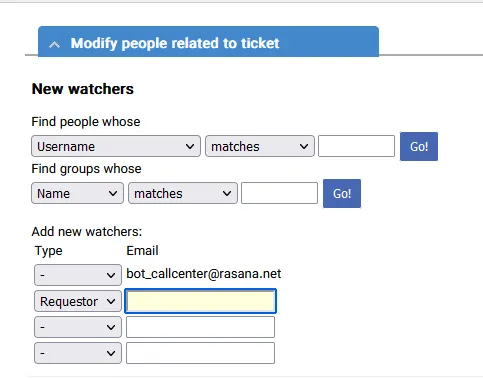 Modify people related to ticket
New watchers
Find people whose
Username matches Go!
Find groups whose
Name matches Go!
Add new watchers:
Type Email
- bot_callcenter@rasana.net
Requestor
-
-